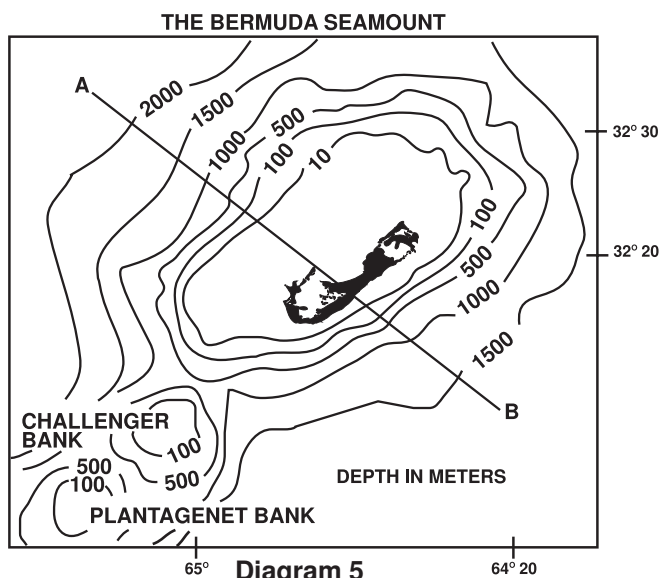 THE BERMUDA SEAMOUNT
A
2000
1500
1000
500
100
10
32° 30
100
500
1000
1500
32° 20
B
CHALLENGER
BANK
100
500
500
100
DEPTH IN METERS
PLANTAGENET BANK
65°
Diagram 5
64° 20